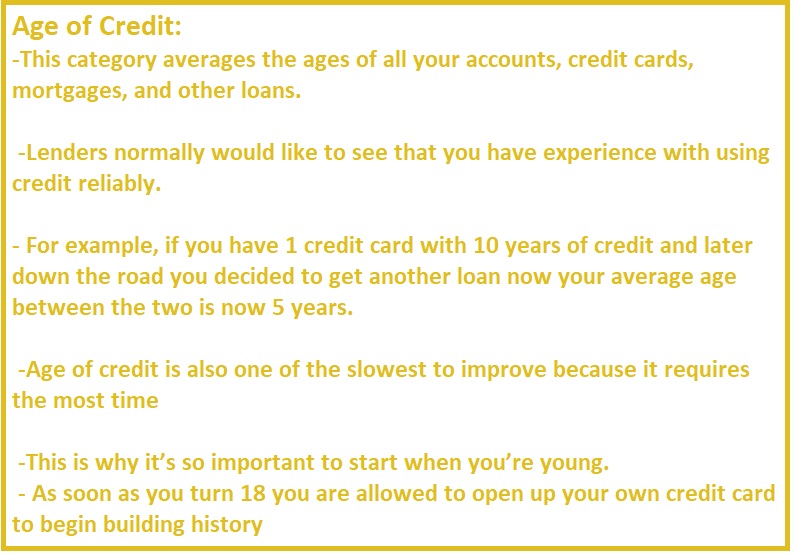 Age of Credit:
-This category averages the ages of all your accounts, credit cards,
mortgages, and other loans.
-Lenders normally would like to see that you have experience with using
credit reliably.
- For example, if you have 1 credit card with 10 years of credit and later
down the road you decided to get another loan now your average age
between the two is now 5 years.
-Age of credit is also one of the slowest to improve because it requires
the most time
-This is why it’s so important to start when you’re young.
- As soon as you turn 18 you are allowed to open up your own credit card
to begin building history